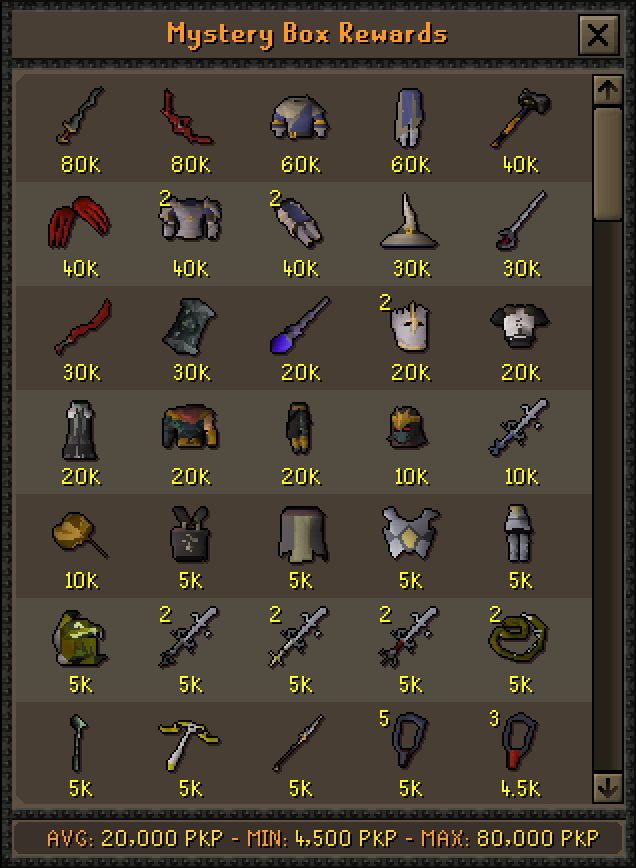 Mystery Box Rewards
80K 80K 60K 60K 40K
2 2
40K 40K 40K 30K 30K
2
30K 30K 20K 20K 20K
20K 20K 20K 10K 10K
10K 5K 5K 5K 5K
2 2 2 2
5K 5K 5K 5K 5K
5 3
5K 5K 5K 5K 4.5K
AVG: 20,000 PKP - MIN: 4,500 PKP - MAX: 80,000 PKP